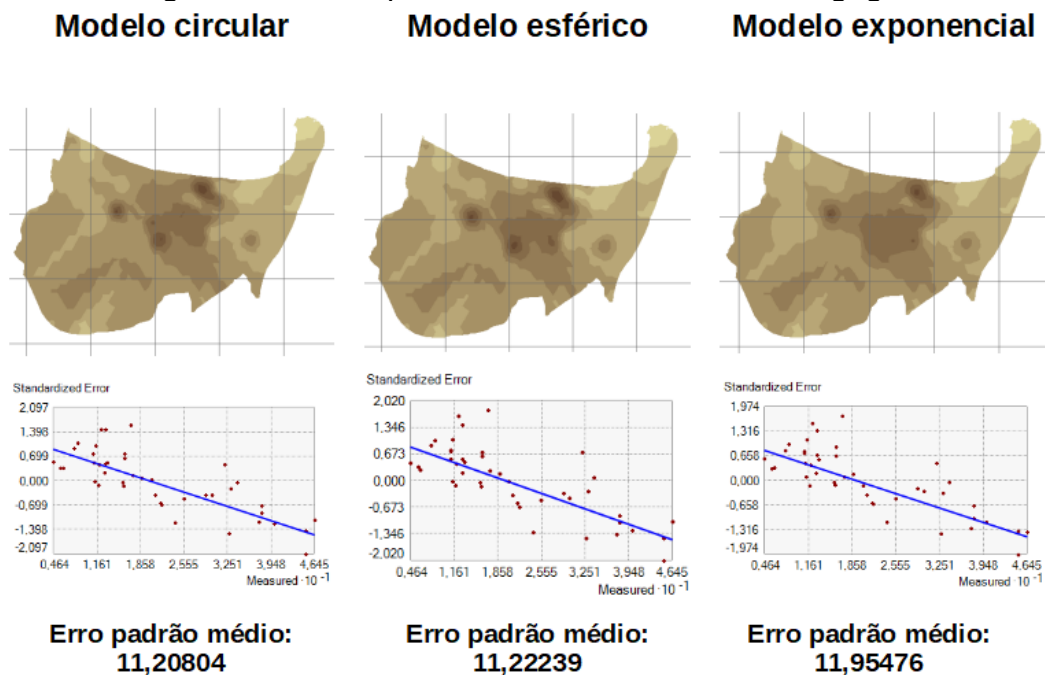 Modelo circular
Modelo esférico
Modelo exponencial
Standardized Error
2.097
1,398
0,699
0,000
-0,699
-1,398
-2,097
0,464 1,161 1,858 2,555 3,251 3,948 4,645
Measured · 10 -1
Standardized Error
2,020
1,346
0,673
0,000
-0,673
-1,346
-2,020
0,464 1,161 1,858 2,555 3,251 3,948 4,645
Measured · 10 -1
Standardized Error
1,974
1,316
0,658
0,000
-0,658
-1,316
-1,974
0,464 1,161 1,858 2,555 3,251 3,943 4,645
Measured · 10 -1
Erro padrão médio:
11,20804
Erro padrão médio:
11,22239
Erro padrão médio:
11,95476